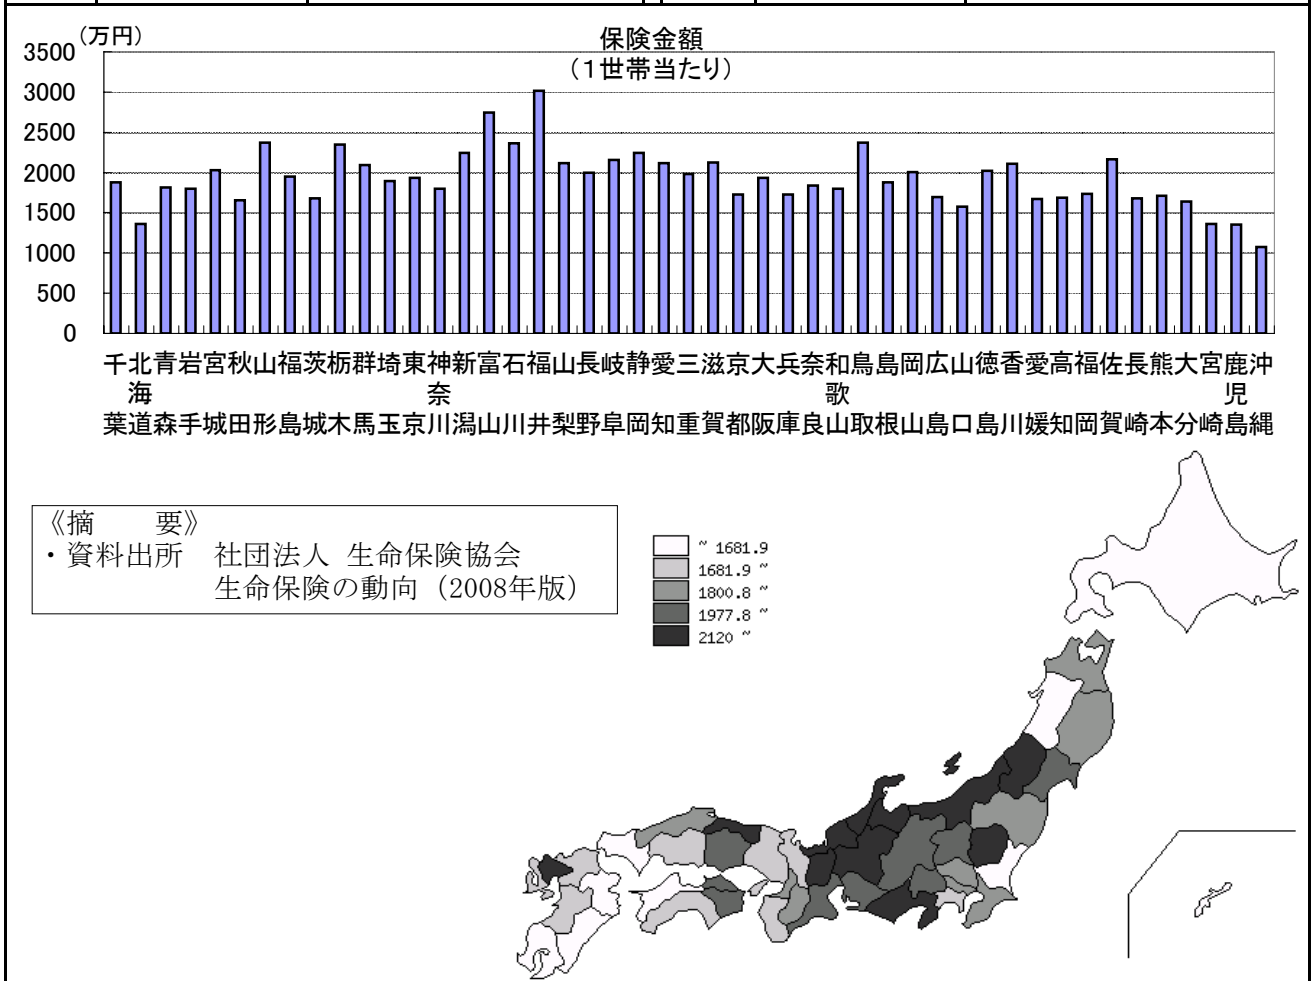 (万円)
保険金額
(１世帯当たり)
3500
3000
2500
2000
1500
1000
500
0
千葉
北海道
青森
岩手
宮城
秋田
山形
福島
茨城
栃木
群馬
埼玉
東京
神奈川
新潟
富山
石川
福井
山梨
長野
岐阜
静岡
愛知
三重
滋賀
京都
大阪
兵庫
奈良
和歌山
鳥取
島根
岡山
広島
山口
徳島
香川
愛媛
高知
福岡
佐賀
長崎
熊本
大分
宮崎
鹿児島
沖縄
《摘　　要》
・資料出所　社団法人 生命保険協会
生命保険の動向（2008年版）
~ 1681.9
1681.9 ~
1800.8 ~
1977.8 ~
2120 ~